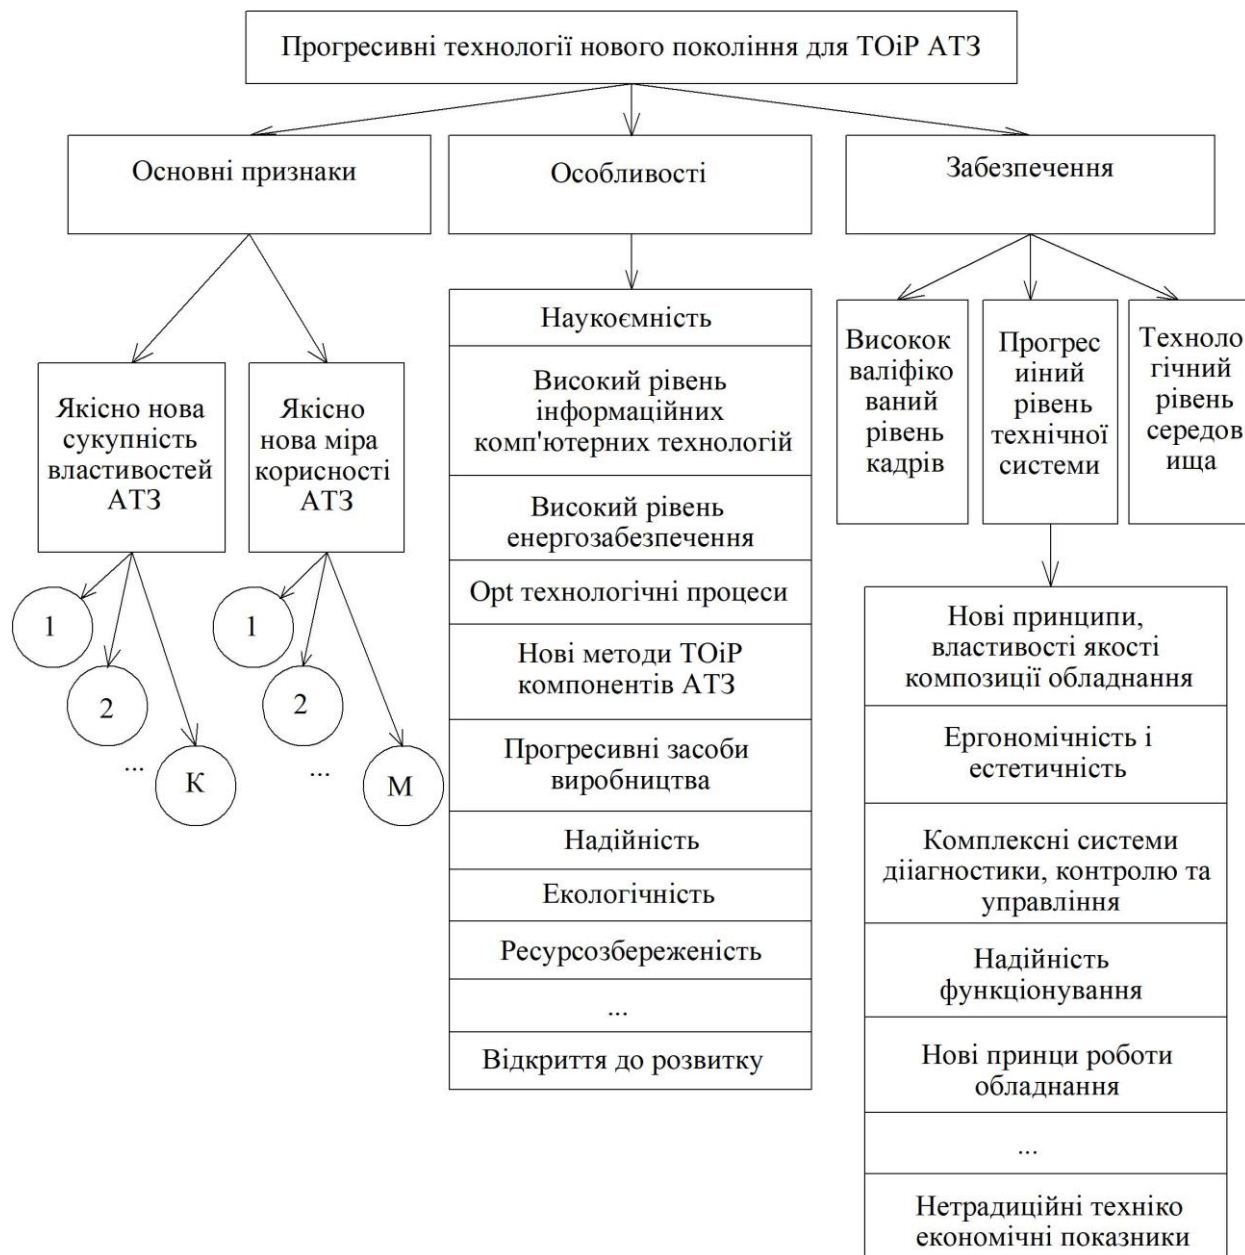 Прогресивні технології нового покоління для ТОіР АТЗ
Основні признаки
Особливості
Забезпечення
Якісно нова
сукупність
властивостей
АТЗ
Якісно
нова міра
корисності
АТЗ
1
2
...
К
1
2
...
М
Наукоємність
Високий рівень
інформаційних
комп'ютерних технологій
Високий рівень
енергозабезпечення
Opt технологічні процеси
Нові методи ТОіР
компонентів АТЗ
Прогресивні засоби
виробництва
Надійність
Екологічність
Ресурсозбереженість
...
Відкриття до розвитку
Високок
валіфіко
ваний
рівень
кадрів
Прогрес
иіний
рівень
технічної
системи
Техноло
гічний
рівень
середов
ища
Нові принципи,
властивості якості
композиції обладнання
Ергономічність і
естетичність
Комплексні системи
дііагностики, контролю та
управління
Надійність
функціонування
Нові принци роботи
обладнання
...
Нетрадиційні техніко
економічні показники